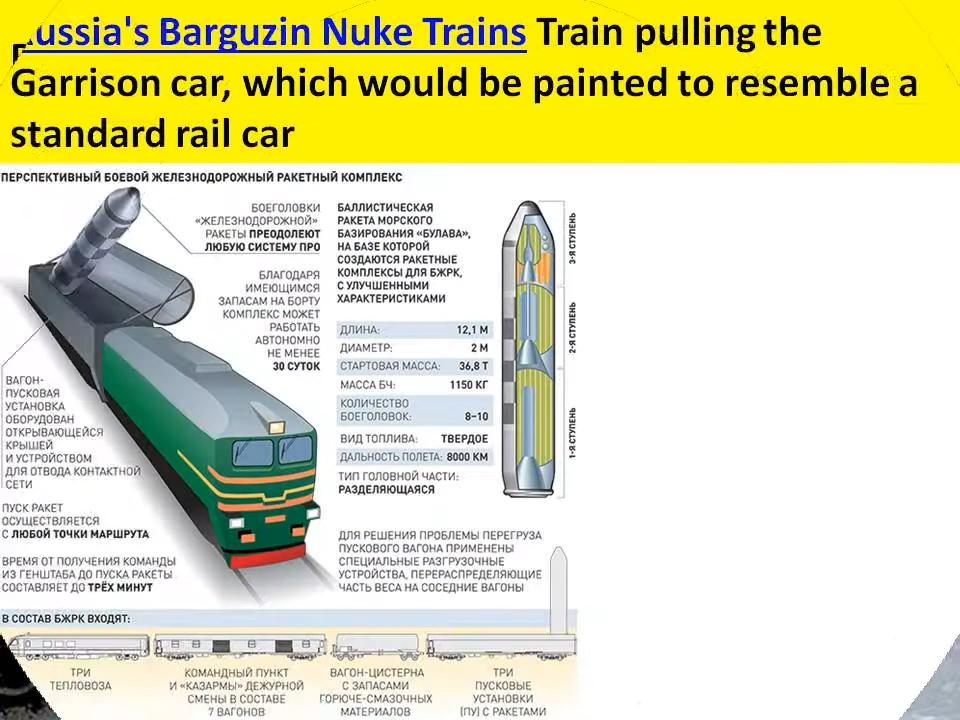 Russia's Barguzin Nuke Trains Train pulling the
Garrison car, which would be painted to resemble a
standard rail car
ПЕРСПЕКТИВНЫЙ БОЕВОЙ ЖЕЛЕЗНОДОРОЖНЫЙ РАКЕТНЫЙ КОМПЛЕКС
БОЕГОЛОВКИ
«ЖЕЛЕЗНОДОРОЖНОЙ»
РАКЕТЫ ПРЕОДОЛЕЮТ
ЛЮБУЮ СИСТЕМУ ПРО
БЛАГОДАРЯ
ИМЕЮЩИМСЯ
ЗАПАСАМ НА БОРТУ
КОМПЛЕКС МОЖЕТ
РАБОТАТЬ
АВТОНОМНО
НЕ МЕНЕЕ
30 СУТОК
ВАГОН-
ПУСКОВАЯ
УСТАНОВКА
ОБОРУДОВАН
ОТКРЫВАЮЩЕЙСЯ
КРЫШЕЙ
И УСТРОЙСТВОМ
ДЛЯ ОТВОДА КОНТАКТНОЙ
СЕТИ
ПУСК РАКЕТ
ОСУЩЕСТВЛЯЕТСЯ
С ЛЮБОЙ ТОЧКИ МАРШРУТА
ВРЕМЯ ОТ ПОЛУЧЕНИЯ КОМАНДЫ
ИЗ ГЕНШТАБА ДО ПУСКА РАКЕТЫ
СОСТАВЛЯЕТ ДО ТРЁХ МИНУТ
БАЛЛИСТИЧЕСКАЯ
РАКЕТА МОРСКОГО
БАЗИРОВАНИЯ «БУЛАВА»,
НА БАЗЕ КОТОРОЙ
СОЗДАЮТСЯ РАКЕТНЫЕ
КОМПЛЕКСЫ ДЛЯ БЖРК,
С УЛУЧШЕННЫМИ
ХАРАКТЕРИСТИКАМИ
ДЛИНА: 12,1 М
ДИАМЕТР: 2 М
СТАРТОВАЯ МАССА: 36,8 Т
МАССА БЧ: 1150 КГ
КОЛИЧЕСТВО
БОЕГОЛОВОК: 8–10
ВИД ТОПЛИВА: ТВЕРДОЕ
ДАЛЬНОСТЬ ПОЛЕТА: 8000 КМ
ТИП ГОЛОВНОЙ ЧАСТИ:
РАЗДЕЛЯЮЩАЯСЯ
3-Я СТУПЕНЬ
2-Я СТУПЕНЬ
1-Я СТУПЕНЬ
ДЛЯ РЕШЕНИЯ ПРОБЛЕМЫ ПЕРЕГРУЗА
ПУСКОВОГО ВАГОНА ПРИМЕНЕНЫ
СПЕЦИАЛЬНЫЕ РАЗГРУЗОЧНЫЕ
УСТРОЙСТВА, ПЕРЕРАСПРЕДЕЛЯЮЩИЕ
ЧАСТЬ ВЕСА НА СОСЕДНИЕ ВАГОНЫ
В СОСТАВ БЖРК ВХОДЯТ:
ТРИ
ТЕПЛОВОЗА
КОМАНДНЫЙ ПУНКТ
И «КАЗАРМЫ» ДЕЖУРНОЙ
СМЕНЫ В СОСТАВЕ
7 ВАГОНОВ
ВАГОН-ЦИСТЕРНА
С ЗАПАСАМИ
ГОРЮЧЕ-СМАЗОЧНЫХ
МАТЕРИАЛОВ
ТРИ
ПУСКОВЫЕ
УСТАНОВКИ
(ПУ) С РАКЕТАМИ